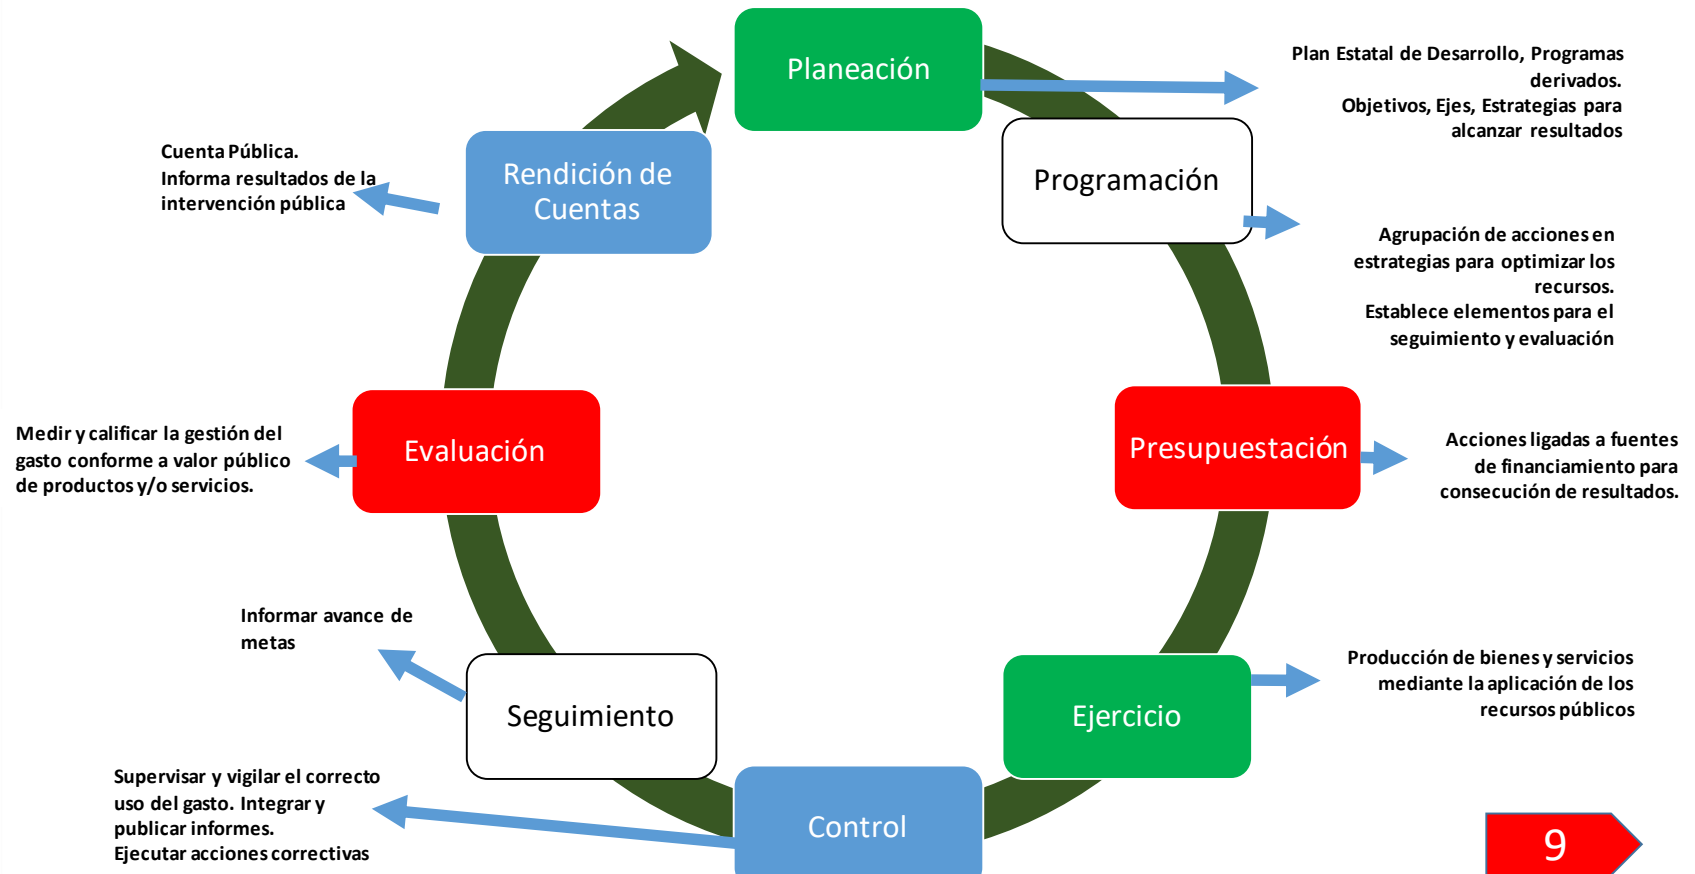 Planeación
Plan Estatal de Desarrollo, Programas
derivados.
Objetivos, Ejes, Estrategias para
alcanzar resultados
Programación
Agrupación de acciones en
estrategias para optimizar los
recursos.
Establece elementos para el
seguimiento y evaluación
Presupuestación
Acciones ligadas a fuentes
de financiamiento para
consecución de resultados.
Ejercicio
Producción de bienes y servicios
mediante la aplicación de los
recursos públicos
Control
Supervisar y vigilar el correcto
uso del gasto. Integrar y
publicar informes.
Ejecutar acciones correctivas
Seguimiento
Informar avance de
metas
Evaluación
Medir y calificar la gestión del
gasto conforme a valor público
de productos y/o servicios.
Rendición de
Cuentas
Cuenta Pública.
Informa resultados de la
intervención pública
9